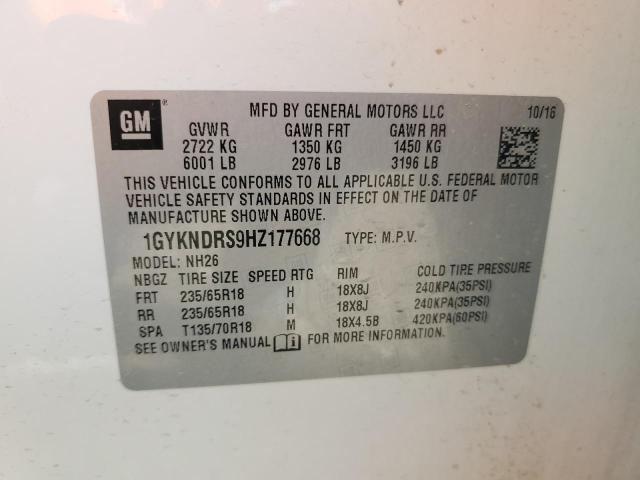 GM ®
MFD BY GENERAL MOTORS LLC 10/16
GVWR GAWR FRT GAWR RR
2722 KG 1350 KG 1450 KG
6001 LB 2976 LB 3196 LB
THIS VEHICLE CONFORMS TO ALL APPLICABLE U.S. FEDERAL MOTOR
VEHICLE SAFETY STANDARDS IN EFFECT ON THE DATE OF
MANUFACTURE SHOWN ABOVE.
1GYKNDRS9HZ177668 TYPE: M.P.V.
MODEL: NH26
NBGZ TIRE SIZE SPEED RTG RIM COLD TIRE PRESSURE
FRT 235/65R18 H 18X8J 240KPA(35PSI)
RR 235/65R18 H 18X8J 240KPA(35PSI)
SPA T135/70R18 M 18X4.5B 420KPA(60PSI)
SEE OWNER'S MANUAL FOR MORE INFORMATION.